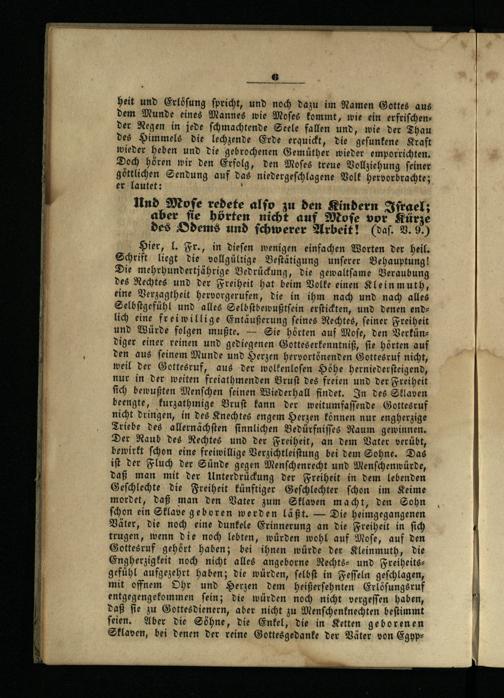 6
heit und Erlösung spricht, und noch dazu im Namen Gottes aus
dem Munde eines Mannes wie Moses kommt, wie ein erfrischen-
der Regen in jede schmachtende Seele fallen und, wie der Thau
des Himmels die lechzende Erde erquickt, die gesunkene Kraft
wieder heben und die gebrochenen Gemüther wieder emporrichten.
Doch hören wir den Erfolg, den Moses treue Vollziehung seiner
göttlichen Sendung auf das niedergeschlagene Volk hervorbrachte;
er lautet:
Und Mose redete also zu den Kindern Israel;
aber sie hörten nicht auf Mose vor Kürze
des Odems und schwerer Arbeit! (das. V. 9.)
Hier, l. Fr., in diesen wenigen einfachen Worten der heil.
Schrift liegt die vollgültige Bestätigung unserer Behauptung!
Die mehrhundertjährige Bedrückung, die gewaltsame Beraubung
des Rechtes und der Freiheit hat beim Volke einen Kleinmuth,
eine Verzagtheit hervorgerufen, die in ihm nach und nach alles
Selbstgefühl und alles Selbstbewußtsein erstickten, und denen end-
lich eine freiwillige Entäußerung seines Rechtes, seiner Freiheit
und Würde folgen mußte. — Sie hörten auf Mose, den Verkün-
diger einer reinen und gediegenen Gotteserkenntniß, sie hörten auf
den aus seinem Munde und Herzen hervortönenden Gottesruf nicht,
weil der Gottesruf, aus der wolkenlosen Höhe herniedersteigend,
nur in der weiten freiathmenden Brust des freien und der Freiheit
sich bewußten Menschen seinen Wiederhall findet. In des Sklaven
beengte, kurzathmige Brust kann der weitumfassende Gottesruf
nicht dringen, in des Knechtes engem Herzen können nur engherzige
Triebe des allernächsten sinnlichen Bedürfnisses Raum gewinnen.
Der Raub des Rechtes und der Freiheit, an dem Vater verübt,
bewirkt schon eine freiwillige Verzichtleistung bei dem Sohne. Das
ist der Fluch der Sünde gegen Menschenrecht und Menschenwürde,
daß man mit der Unterdrückung der Freiheit in dem lebenden
Geschlechte die Freiheit künftiger Geschlechter schon im Keime
mordet, daß man den Vater zum Sklaven macht, den Sohn
schon ein Sklave geboren werden läßt. — Die heimgegangenen
Väter, die noch eine dunkele Erinnerung an die Freiheit in sich
trugen, wenn die noch lebten, würden wohl auf Mose, auf den
Gottesruf gehört haben; bei ihnen würde der Kleinmuth, die
Engherzigkeit noch nicht alles angeborne Rechts- und Freiheits-
gefühl aufgezehrt haben; die würden, selbst in Fesseln geschlagen,
mit offnem Ohr und Herzen dem heißersehnten Erlösungsruf
entgegengekommen sein; die würden noch nicht vergessen haben,
daß sie zu Gottesdienern, aber nicht zu Menschenknechten bestimmt
seien. Aber die Söhne, die Enkel, die in Ketten geborenen
Sklaven, bei denen der reine Gottesgedanke der Väter von Egyp-